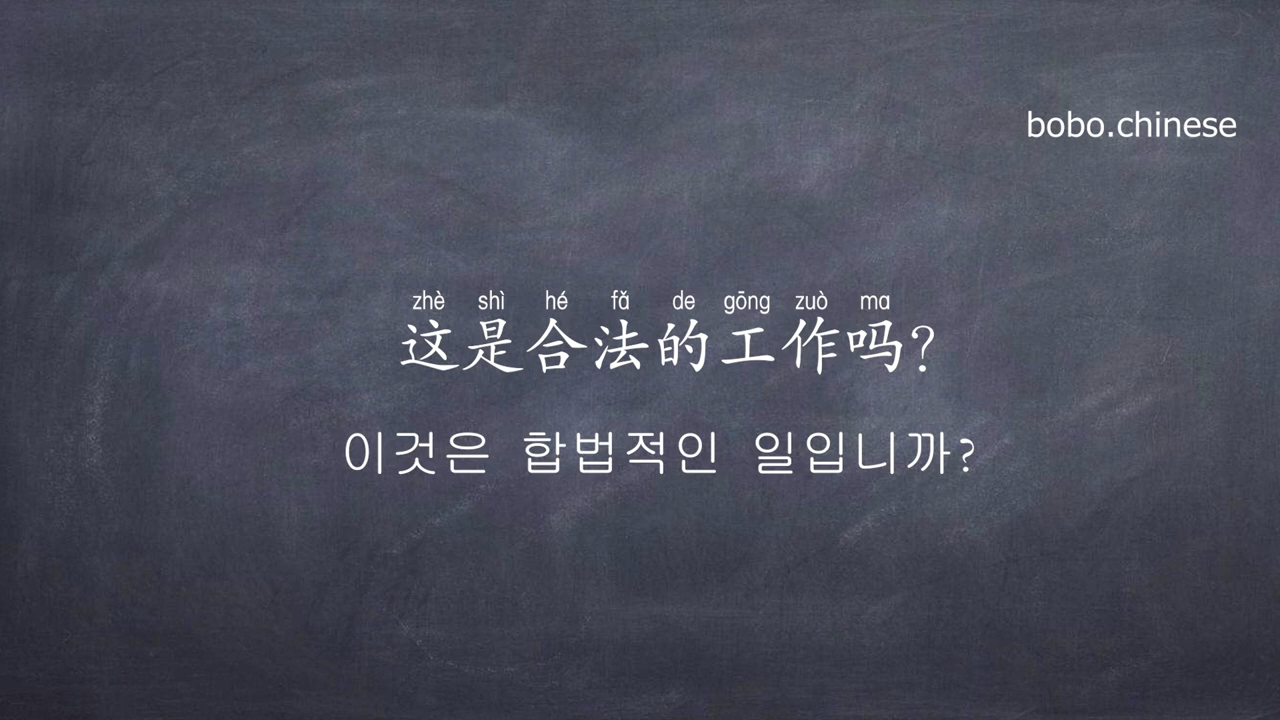 bobo.chinese
zhè shì hé fǎ de gōng zuò ma
这是合法的工作吗?
이것은 합법적인 일입니까?